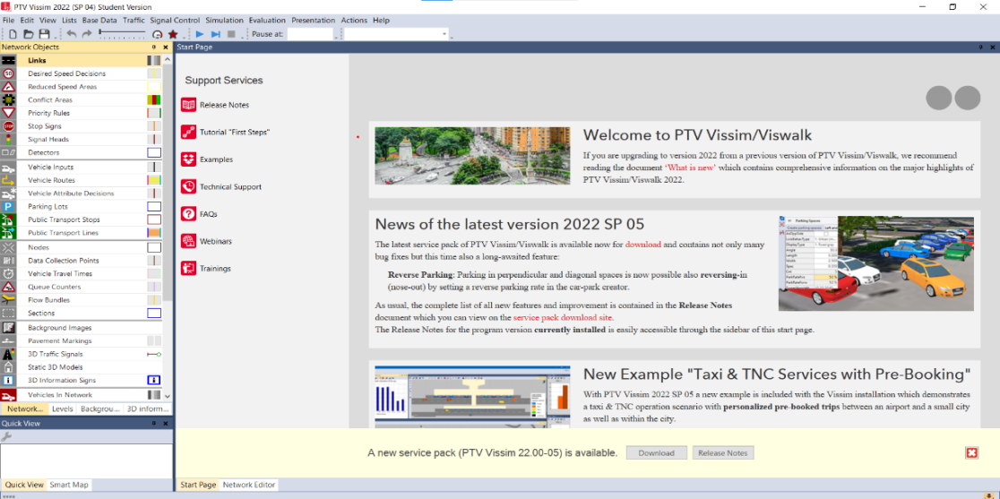 PTV Vissim 2022 (SP 04) Student Version
File Edit View Lists Base Data Traffic Signal Control Simulation Evaluation Presentation Actions Help
Pause at:
Network Objects
Links
Desired Speed Decisions
Reduced Speed Areas
Conflict Areas
Priority Rules
Stop Signs
Signal Heads
Detectors
Vehicle Inputs
Vehicle Routes
Vehicle Attribute Decisions
Parking Lots
Public Transport Stops
Public Transport Lines
Nodes
Data Collection Points
Vehicle Travel Times
Queue Counters
Flow Bundles
Sections
Background Images
Pavement Markings
3D Traffic Signals
Static 3D Models
3D Information Signs
Vehicles In Network
Network... Levels Backgrou... 3D inform...
Quick View
Quick View Smart Map
Start Page
Support Services
Release Notes
Tutorial "First Steps"
Examples
Technical Support
FAQs
Webinars
Trainings
Welcome to PTV Vissim/Viswalk
If you are upgrading to version 2022 from a previous version of PTV Vissim/Viswalk, we recommend
reading the document ‘What is new’ which contains comprehensive information on the major highlights of
PTV Vissim/Viswalk 2022.
News of the latest version 2022 SP 05
The latest service pack of PTV Vissim/Viswalk is available now for download and contains not only many
bug fixes but this time also a long-awaited feature:
Reverse Parking: Parking in perpendicular and diagonal spaces is now possible also reversing-in
(nose-out) by setting a reverse parking rate in the car-park creator.
As usual, the complete list of all new features and improvement is contained in the Release Notes
document which you can view on the service pack download site.
The Release Notes for the program version currently installed is easily accessible through the sidebar of this start page.
New Example "Taxi & TNC Services with Pre-Booking"
With PTV Vissim 2022 SP 05 a new example is included with the Vissim installation which demonstrates
a taxi & TNC operation scenario with personalized pre-booked trips between an airport and a small city
as well as within the city.
A new service pack (PTV Vissim 22.00-05) is available. Download Release Notes
Start Page Network Editor